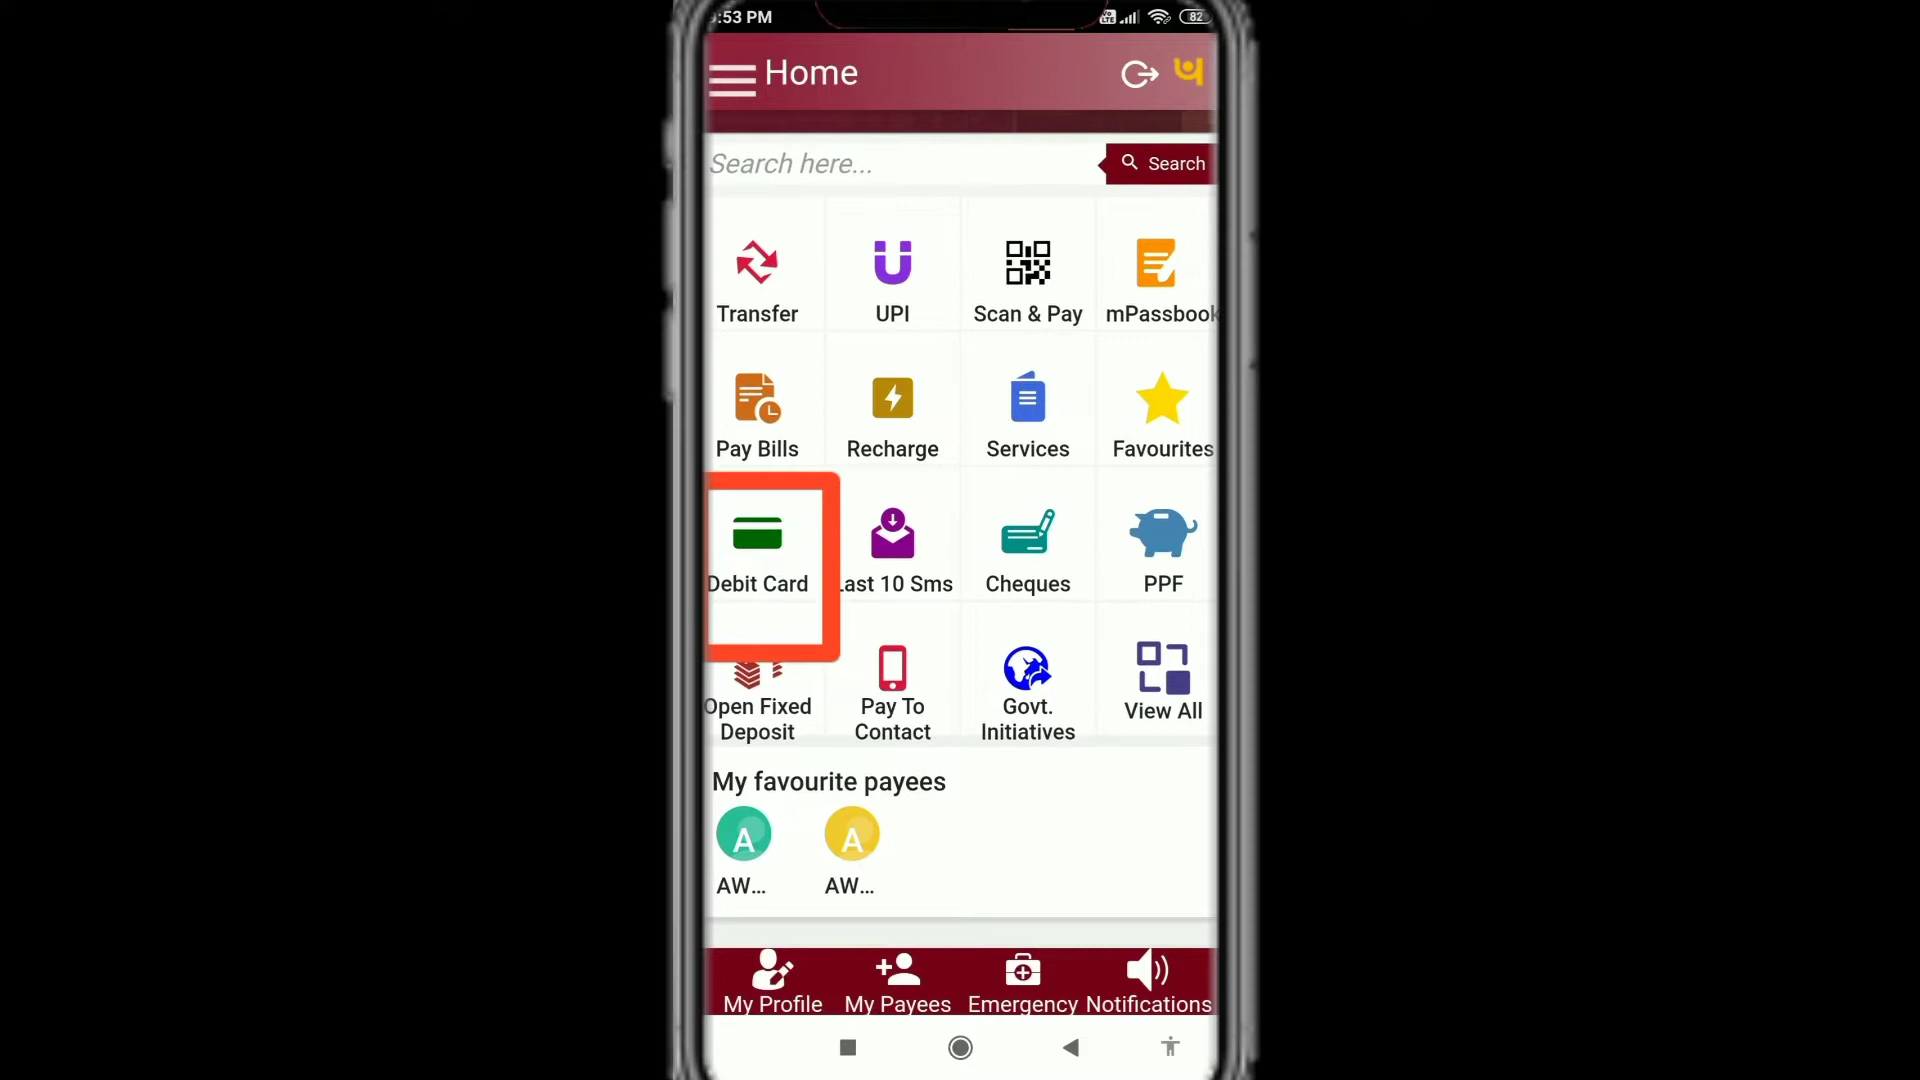 :53 PM
82
Home
Search here...
Search
Transfer
UPI
Scan & Pay
mPassbook
Pay Bills
Recharge
Services
Favourites
Debit Card
Last 10 Sms
Cheques
PPF
Open Fixed
Deposit
Pay To
Contact
Govt.
Initiatives
View All
My favourite payees
A
A
AW...
AW...
My Profile
My Payees
Emergency
Notifications